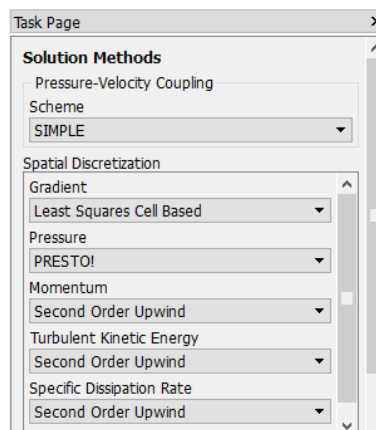 Task Page
Solution Methods
Pressure-Velocity Coupling
Scheme
SIMPLE
Spatial Discretization
Gradient
Least Squares Cell Based
Pressure
PRESTO!
Momentum
Second Order Upwind
Turbulent Kinetic Energy
Second Order Upwind
Specific Dissipation Rate
Second Order Upwind